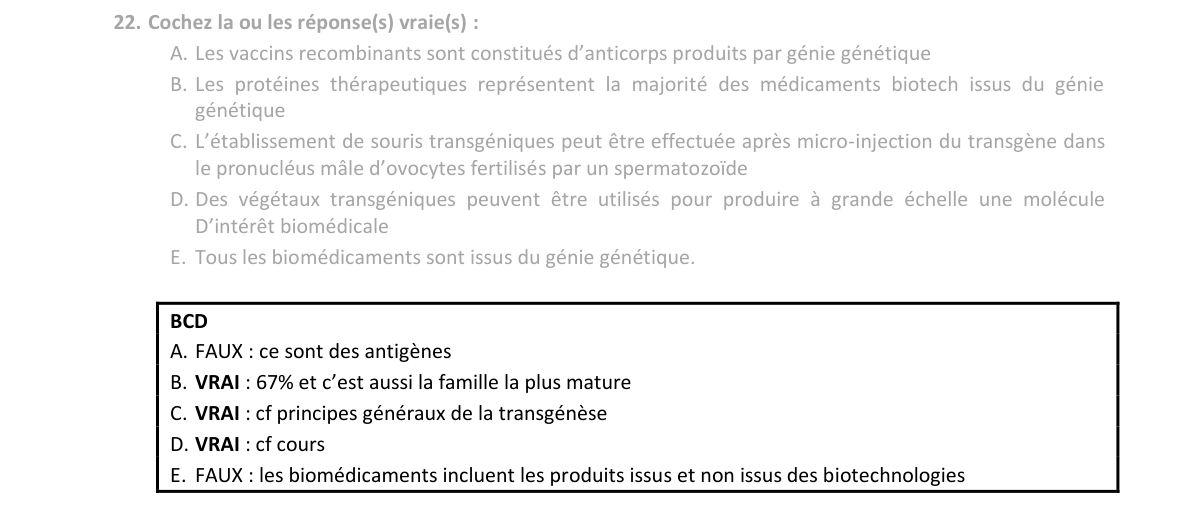 22. Cochez la ou les réponse(s) vraie(s) :
A. Les vaccins recombinants sont constitués d’anticorps produits par génie génétique
B. Les protéines thérapeutiques représentent la majorité des médicaments biotech issus du génie
génétique
C. L’établissement de souris transgéniques peut être effectuée après micro-injection du transgène dans
le pronucléus mâle d’ovocytes fertilisés par un spermatozoïde
D. Des végétaux transgéniques peuvent être utilisés pour produire à grande échelle une molécule
D’intérêt biomédicale
E. Tous les biomédicaments sont issus du génie génétique.
BCD
A. FAUX : ce sont des antigènes
B. VRAI : 67% et c’est aussi la famille la plus mature
C. VRAI : cf principes généraux de la transgénèse
D. VRAI : cf cours
E. FAUX : les biomédicaments incluent les produits issus et non issus des biotechnologies